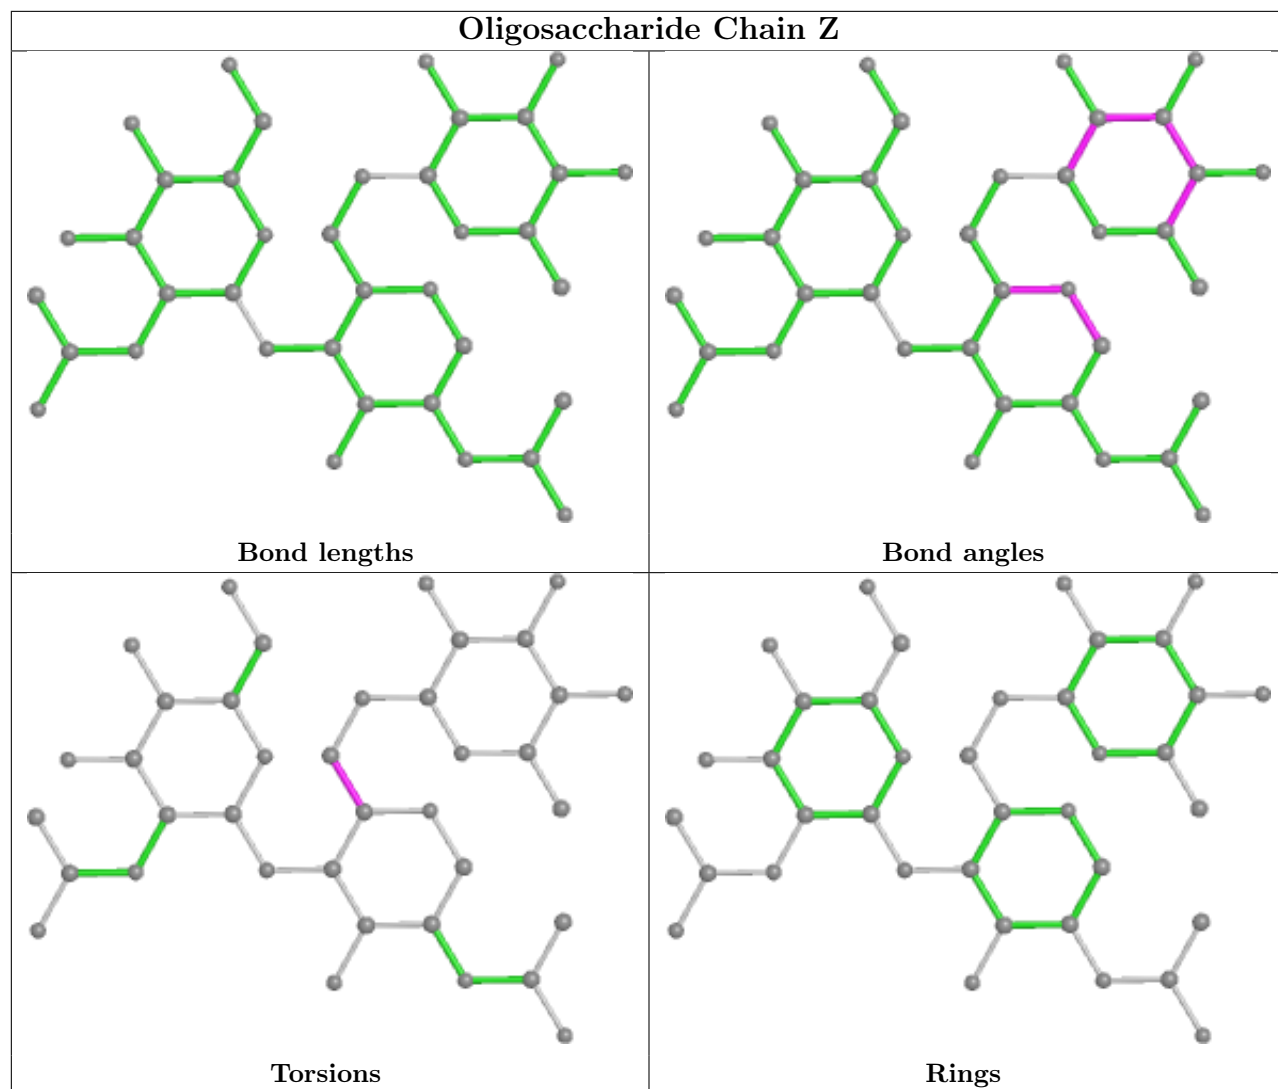 Oligosaccharide Chain Z
Bond lengths
Bond angles
Torsions
Rings